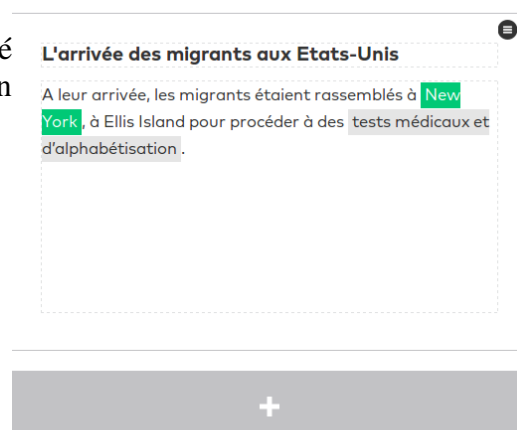 é
n
L'arrivée des migrants aux Etats-Unis
A leur arrivée, les migrants étaient rassemblés à New
York, à Ellis Island pour procéder à des tests médicaux et
d'alphabétisation.